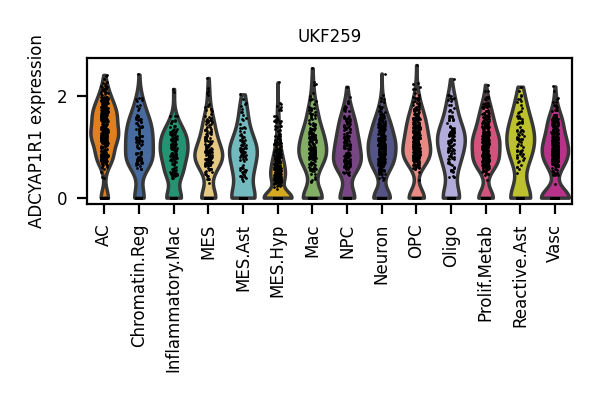 UKF259
ADCYAP1R1 expression
2
0
AC
Chromatin.Reg
Inflammatory.Mac
MES
MES.Ast
MES.Hyp
Mac
NPC
Neuron
OPC
Oligo
Prolif.Metab
Reactive.Ast
Vasc